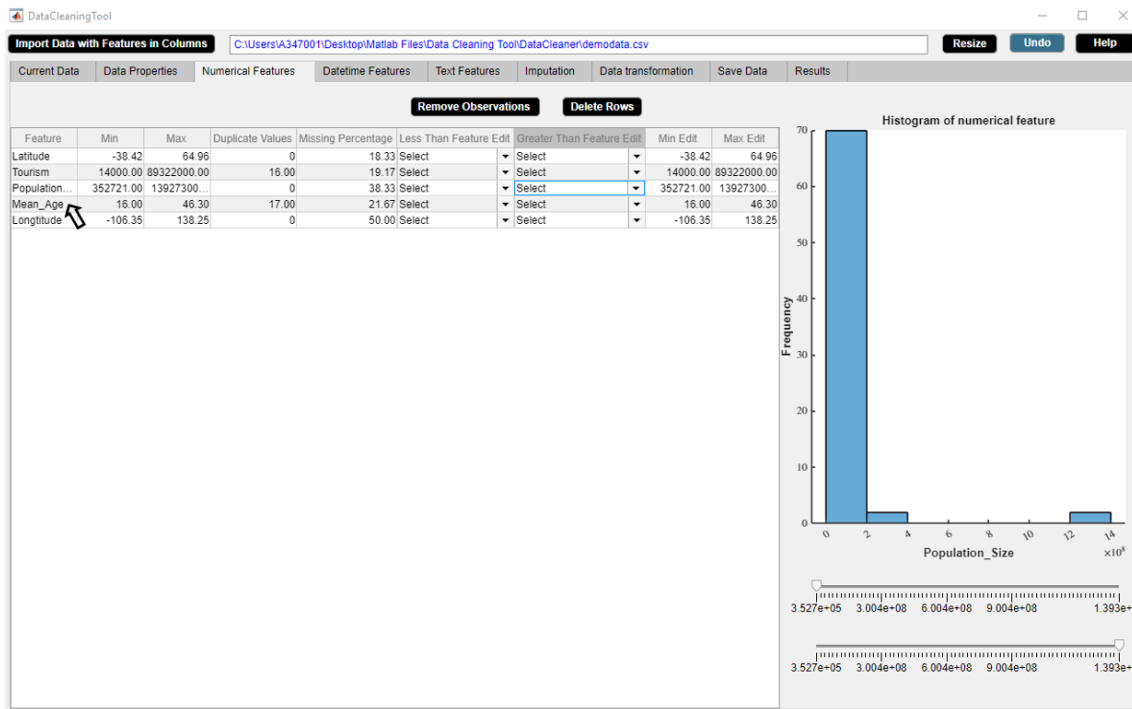 DataCleaningTool
Import Data with Features in Columns C:\Users\A347001\Desktop\Matlab Files\Data Cleaning Tool\DataCleaner\demodata.csv Resize Undo Help
Current Data Data Properties Numerical Features Datetime Features Text Features Imputation Data transformation Save Data Results
Remove Observations Delete Rows
Feature Min Max Duplicate Values Missing Percentage Less Than Feature Edit Greater Than Feature Edit Min Edit Max Edit
Latitude -38.42 64.96 0 18.33 Select Select -38.42 64.96
Tourism 14000.00 89322000.00 16.00 19.17 Select Select 14000.00 89322000.00
Population... 352721.00 13927300... 0 38.33 Select Select 352721.00 13927300...
Mean_Age 16.00 46.30 17.00 21.67 Select Select 16.00 46.30
Longtitude -106.35 138.25 0 50.00 Select Select -106.35 138.25
Histogram of numerical feature
70
60
50
40
30
20
10
0
Frequency
0 2 4 6 8 10 12 14
×10⁸
Population_Size
3.527e+05 3.004e+08 6.004e+08 9.004e+08 1.393e+
3.527e+05 3.004e+08 6.004e+08 9.004e+08 1.393e+